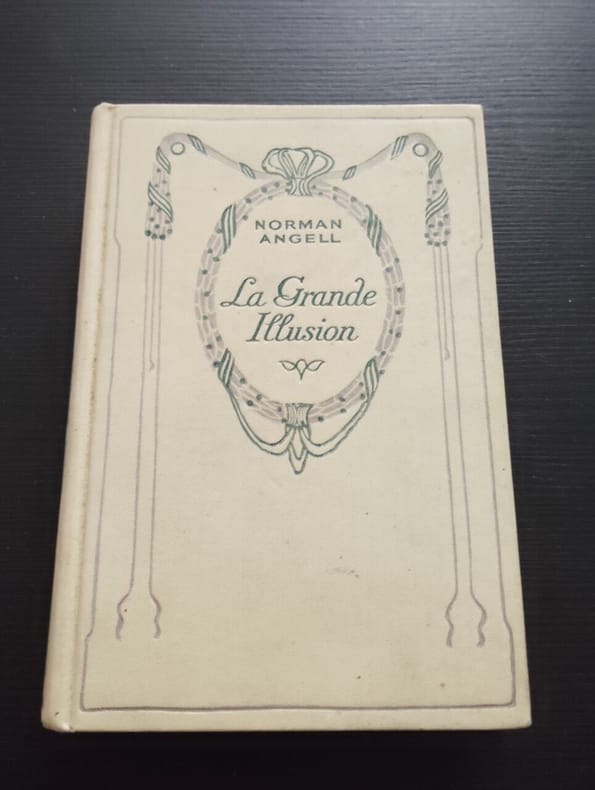 NORMAN
ANGELL
La Grande
Illusion